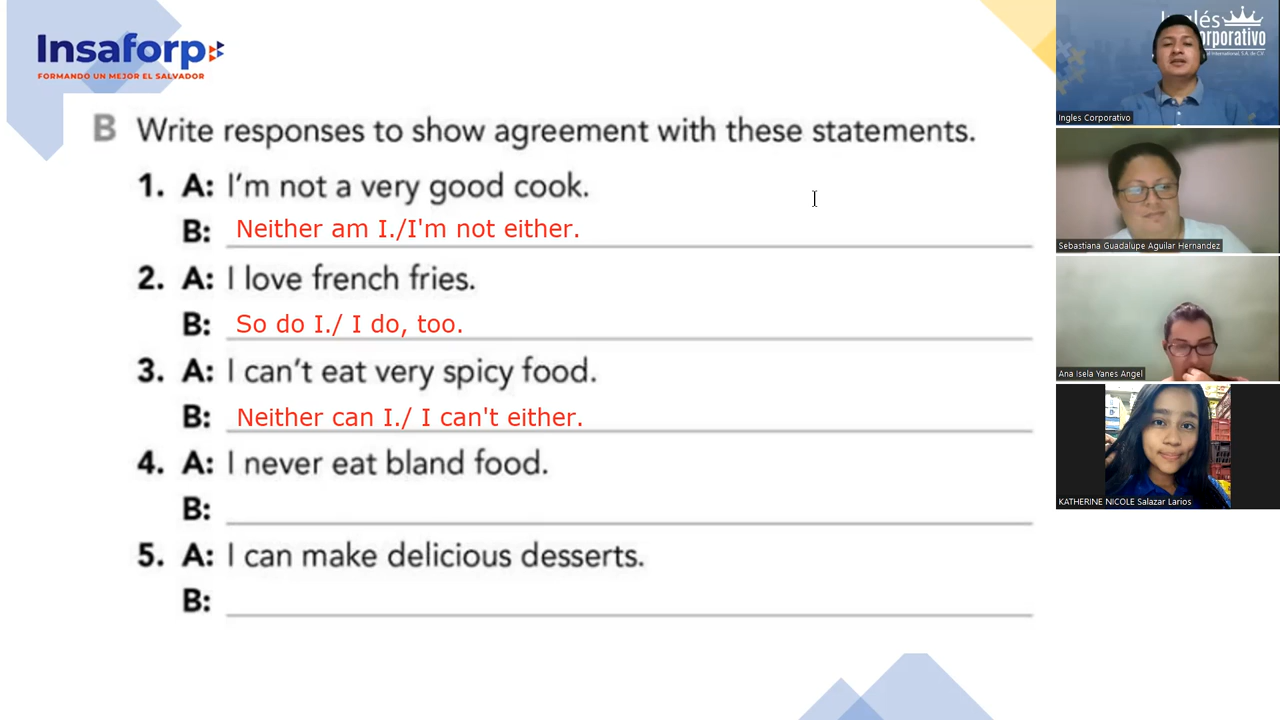 Insaforp
FORMANDO UN MEJOR EL SALVADOR
B Write responses to show agreement with these statements.
1. A: I'm not a very good cook.
B: Neither am I./I'm not either.
2. A: I love french fries.
B: So do I./ I do, too.
3. A: I can't eat very spicy food.
B: Neither can I./ I can't either.
4. A: I never eat bland food.
B:
5. A: I can make delicious desserts.
B:
Inglés
Corporativo
International, S.A. de C.V.
Ingles Corporativo
Sebastiana Guadalupe Aguilar Hernandez
Ana Isela Yanes Angel
KATHERINE NICOLE Salazar Larios